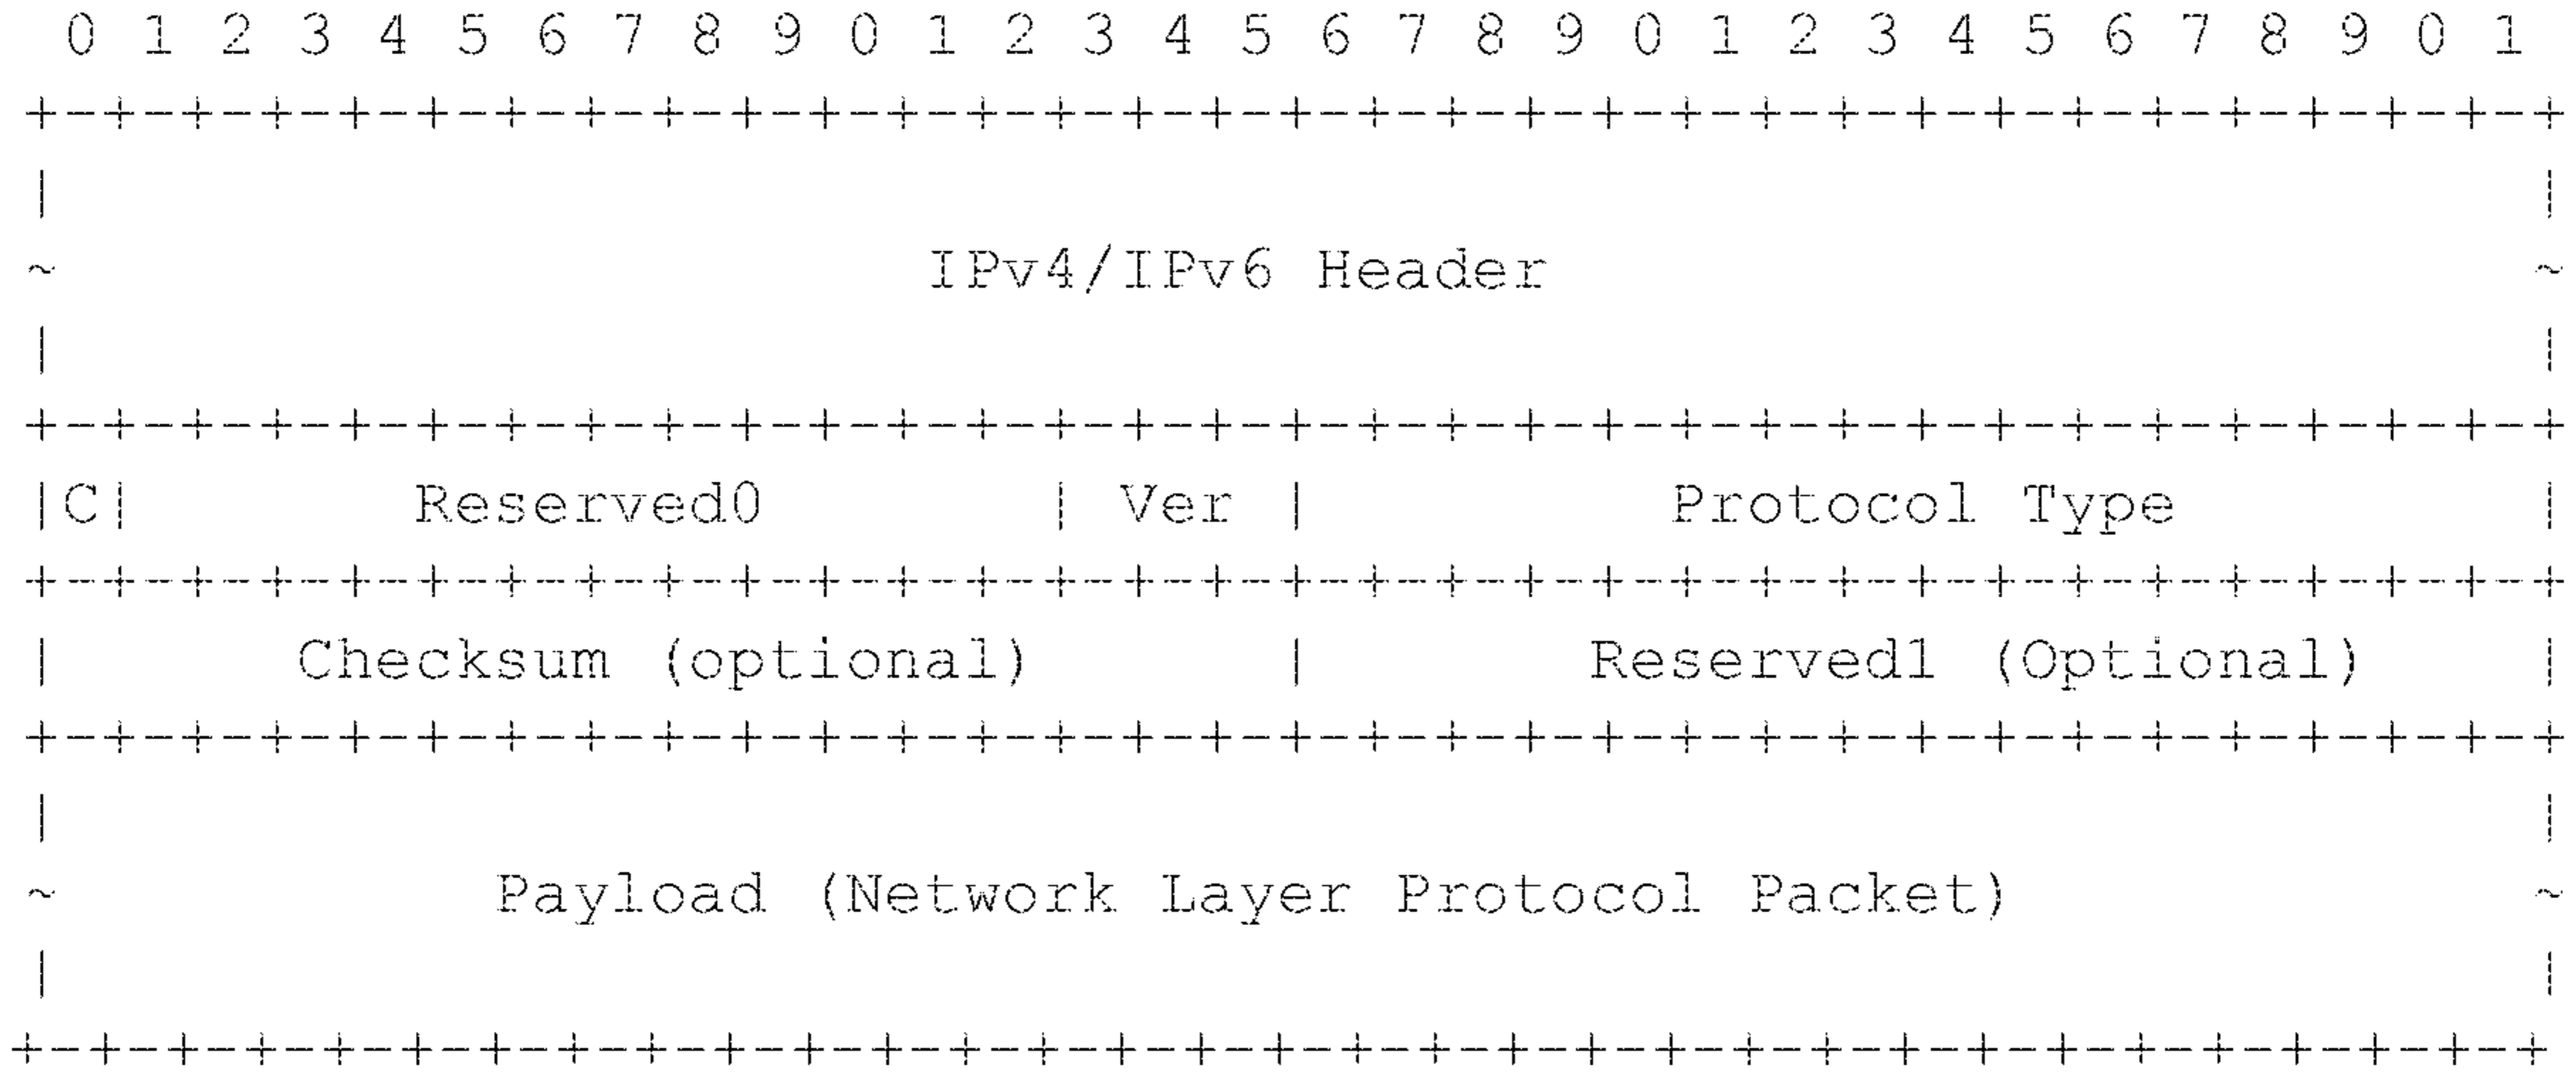 0 1 2 3 4 5 6 7 8 9 0 1 2 3 4 5 6 7 8 9 0 1 2 3 4 5 6 7 8 9 0 1
+-+-+-+-+-+-+-+-+-+-+-+-+-+-+-+-+-+-+-+-+-+-+-+-+-+-+-+-+-+-+-+-+
|                                                               |
~                      IPv4/IPv6 Header                         ~
|                                                               |
+-+-+-+-+-+-+-+-+-+-+-+-+-+-+-+-+-+-+-+-+-+-+-+-+-+-+-+-+-+-+-+-+
|C|       Reserved0       | Ver |         Protocol Type         |
+-+-+-+-+-+-+-+-+-+-+-+-+-+-+-+-+-+-+-+-+-+-+-+-+-+-+-+-+-+-+-+-+
|      Checksum (optional)      |       Reserved1 (Optional)    |
+-+-+-+-+-+-+-+-+-+-+-+-+-+-+-+-+-+-+-+-+-+-+-+-+-+-+-+-+-+-+-+-+
|                                                               |
~           Payload (Network Layer Protocol Packet)             ~
|                                                               |
+-+-+-+-+-+-+-+-+-+-+-+-+-+-+-+-+-+-+-+-+-+-+-+-+-+-+-+-+-+-+-+-+